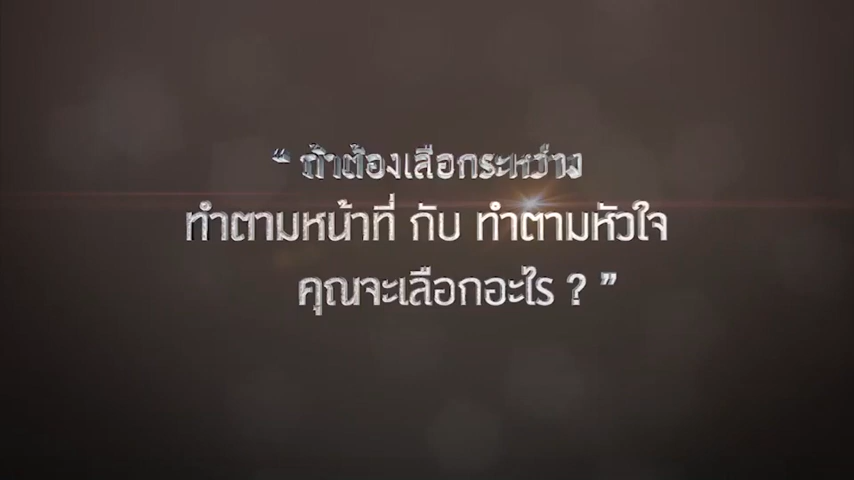 “ ถ้าต้องเลือกระหว่าง
ทำตามหน้าที่ กับ ทำตามหัวใจ
คุณจะเลือกอะไร ? ”